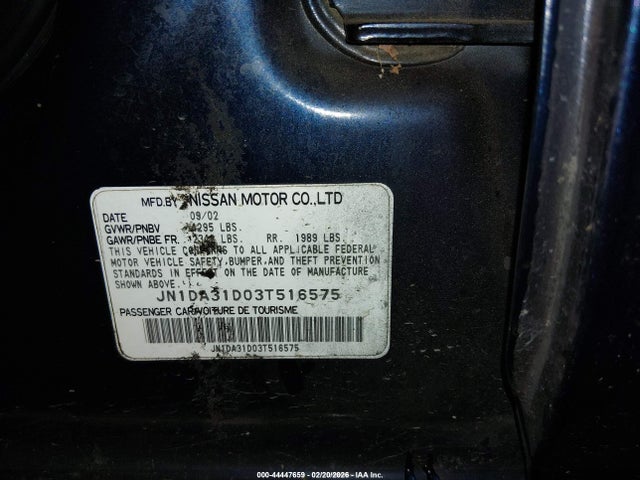 MFD.BY NISSAN MOTOR CO.,LTD
DATE 09/02
GVWR/PNBV 4295 LBS.
GAWR/PNBE FR. LBS. RR. 1989 LBS.
THIS VEHICLE CONFORMS TO ALL APPLICABLE FEDERAL
MOTOR VEHICLE SAFETY,BUMPER,AND THEFT PREVENTION
STANDARDS IN EFFECT ON THE DATE OF MANUFACTURE
SHOWN ABOVE.
JN1DA31D03T516575
PASSENGER CAR/VOITURE DE TOURISME
JN1DA31D03T516575
000-44447659 - 02/20/2026 - IAA Inc.